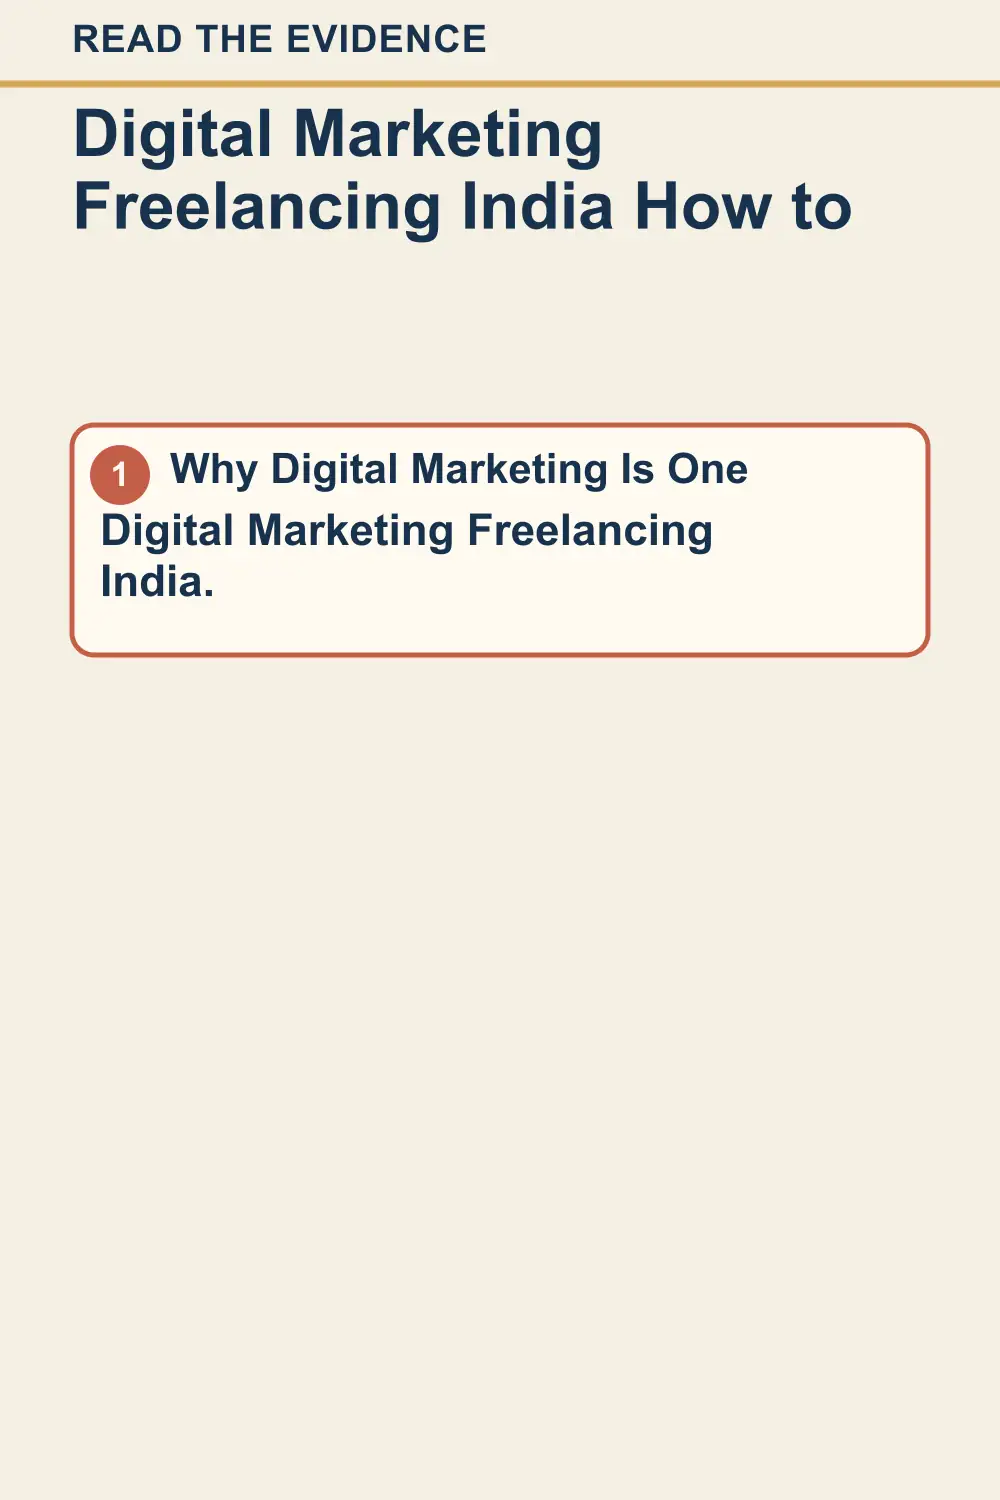 READ THE EVIDENCE
Digital Marketing
Freelancing India How to
1 Why Digital Marketing Is One
Digital Marketing Freelancing
India.